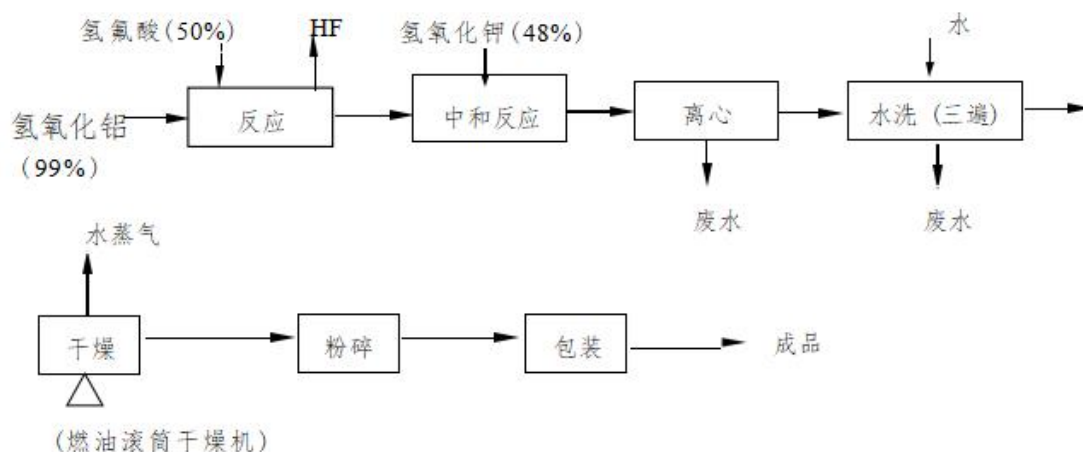 氢氟酸(50%)
HF
氢氧化钾(48%)
水
氢氧化铝
(99%)
反应
中和反应
离心
水洗(三遍)
废水
废水
水蒸气
干燥
粉碎
包装
成品
(燃油滚筒干燥机)